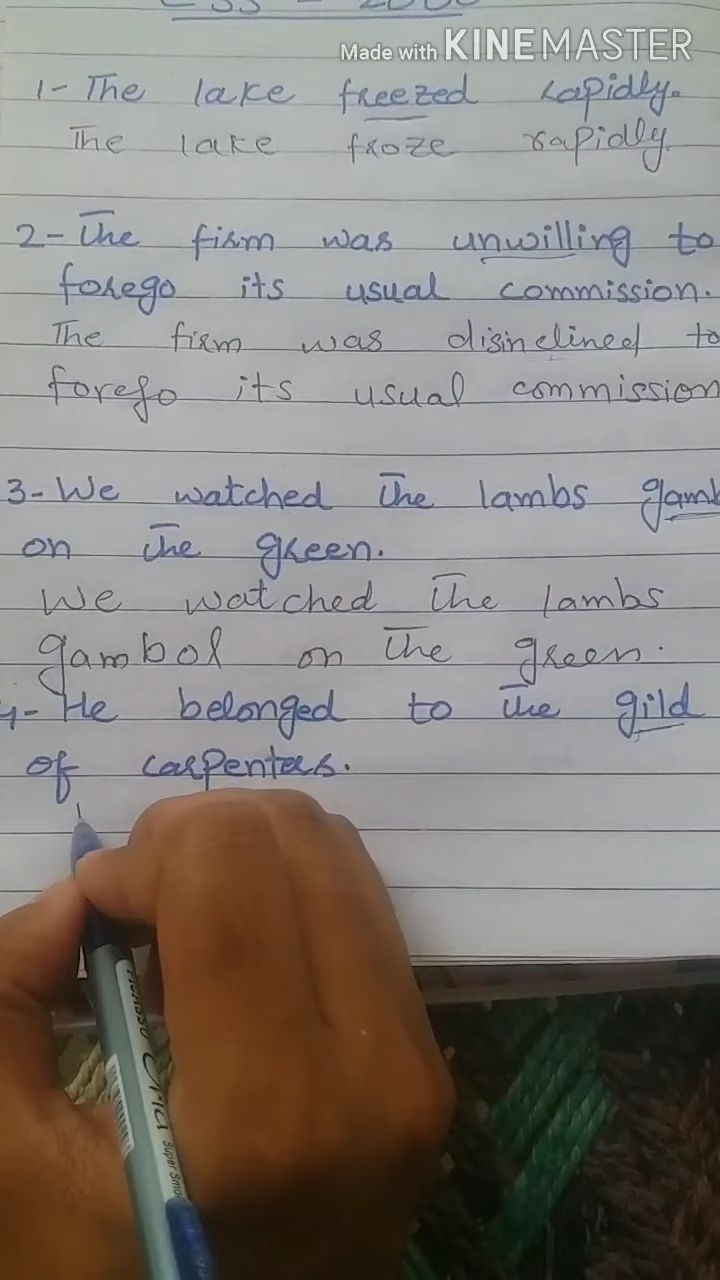 Made with KINEMASTER
1- The lake freezed rapidly.
The lake froze rapidly.
2- The firm was unwilling to
forego its usual commission.
The firm was disinclined to
forego its usual commission
3- We watched the lambs
on the green.
We watched the lambs
gambol on the green.
4- He belonged to the gild
of carpenters.